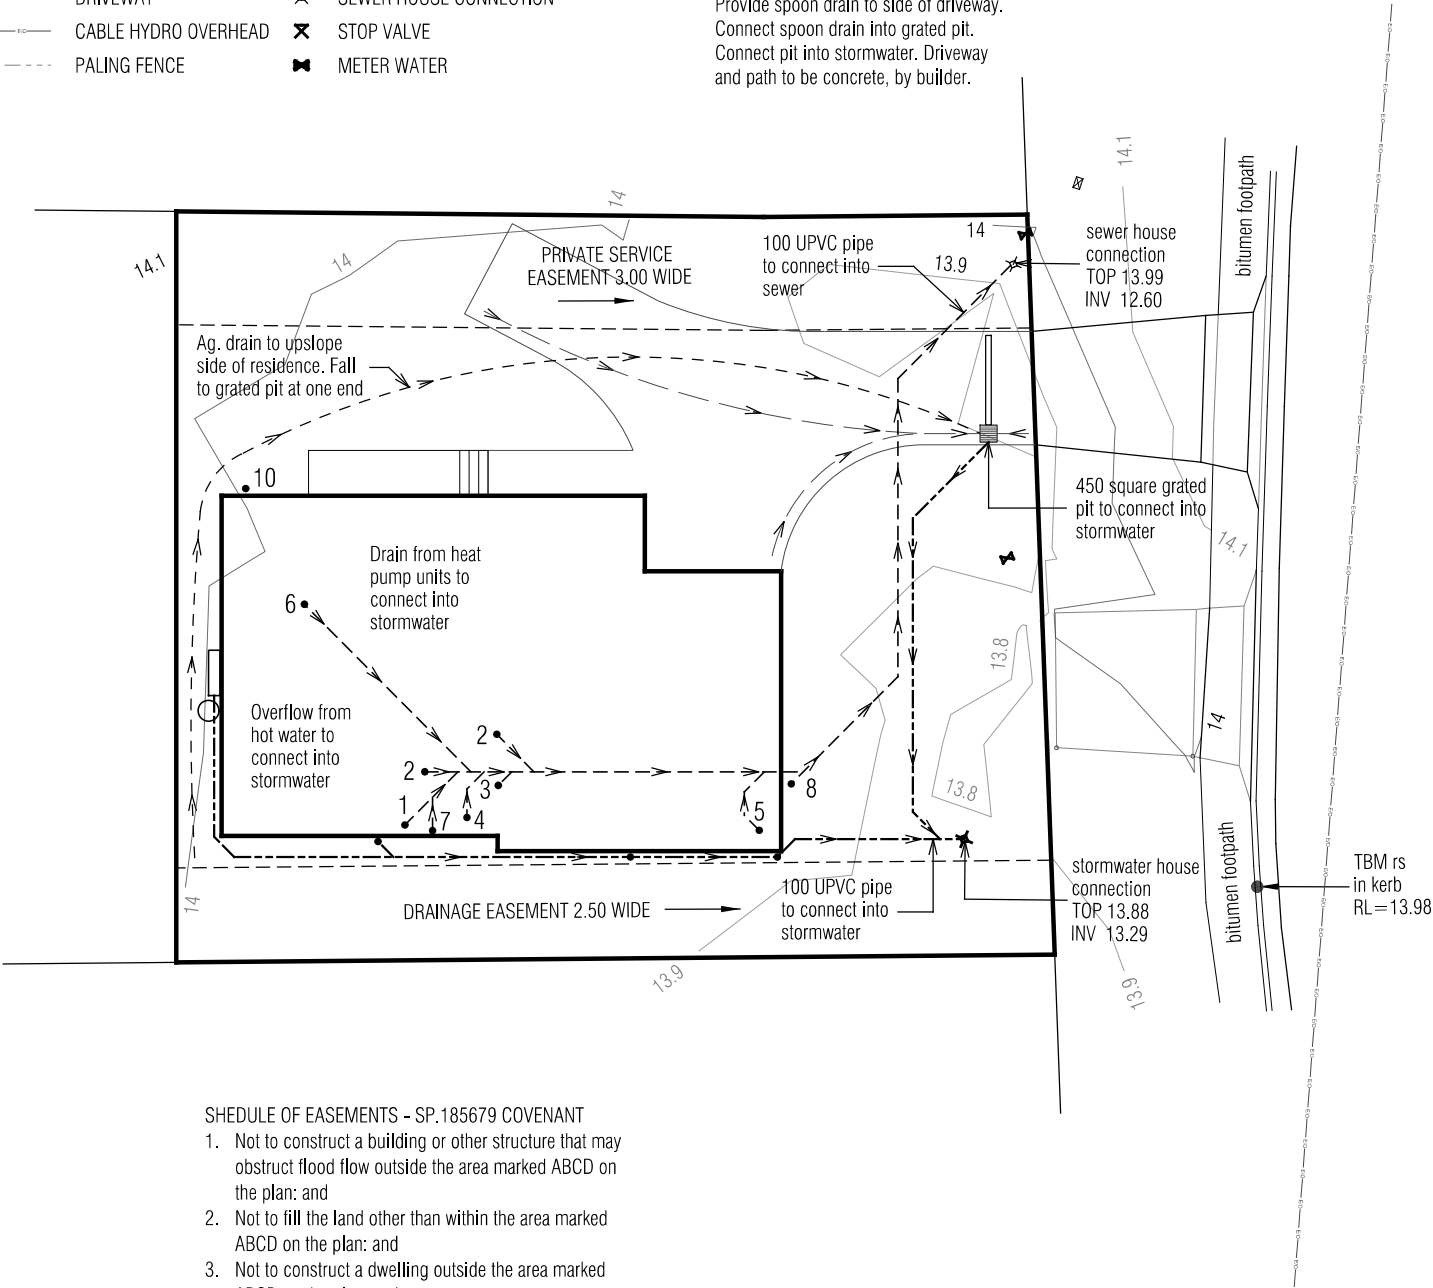 DRIVEWAY
SEWER HOUSE CONNECTION
CABLE HYDRO OVERHEAD
STOP VALVE
PALING FENCE
METER WATER
Provide spoon drain to side of driveway.
Connect spoon drain into grated pit.
Connect pit into stormwater. Driveway
and path to be concrete, by builder.
14.1
14
14
PRIVATE SERVICE
EASEMENT 3.00 WIDE
100 UPVC pipe
to connect into
sewer
14
13.9
sewer house
connection
TOP 13.99
INV 12.60
14.1
bitumen footpath
Ag. drain to upslope
side of residence. Fall
to grated pit at one end
10
450 square grated
pit to connect into
stormwater
14.1
Drain from heat
pump units to
connect into
stormwater
6
13.8
Overflow from
hot water to
connect into
stormwater
2
2
3
1
7
4
5
8
13.8
14
14
DRAINAGE EASEMENT 2.50 WIDE
100 UPVC pipe
to connect into
stormwater
stormwater house
connection
TOP 13.88
INV 13.29
bitumen footpath
TBM rs
in kerb
RL=13.98
13.9
13.9
SHEDULE OF EASEMENTS - SP.185679 COVENANT
1. Not to construct a building or other structure that may
obstruct flood flow outside the area marked ABCD on
the plan: and
2. Not to fill the land other than within the area marked
ABCD on the plan: and
3. Not to construct a dwelling outside the area marked